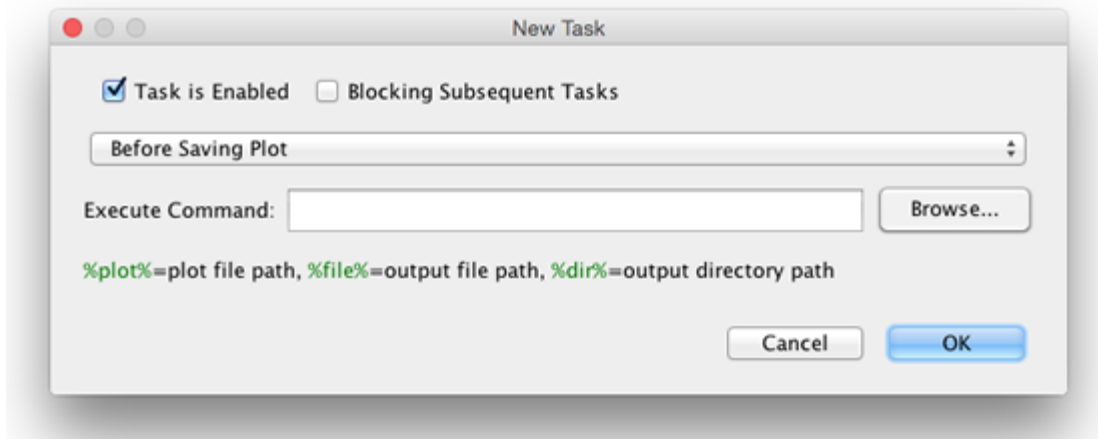 New Task
Task is Enabled Blocking Subsequent Tasks
Before Saving Plot
Execute Command: Browse...
%plot%=plot file path, %file%=output file path, %dir%=output directory path
Cancel OK